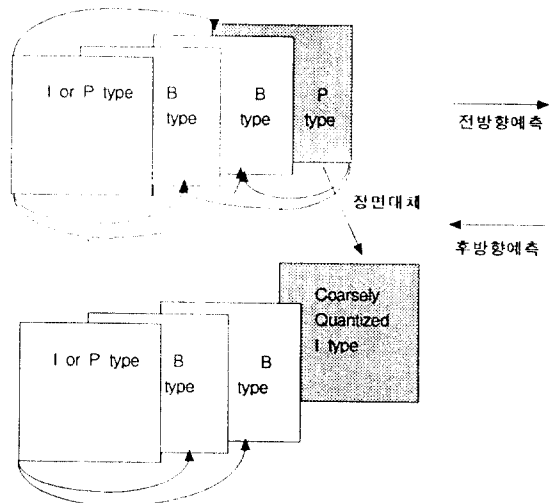 I or P type
B
type
B
type
P
type
전방향예측
장면대체
후방향예측
Coarsely
Quantized
I type
I or P type
B
type
B
type